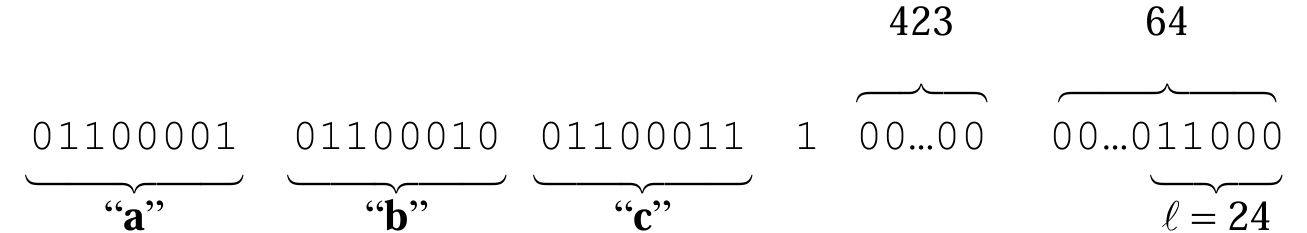 423 64
01100001 01100010 01100011 1 00...00 00...011000
“a” “b” “c” ℓ = 24